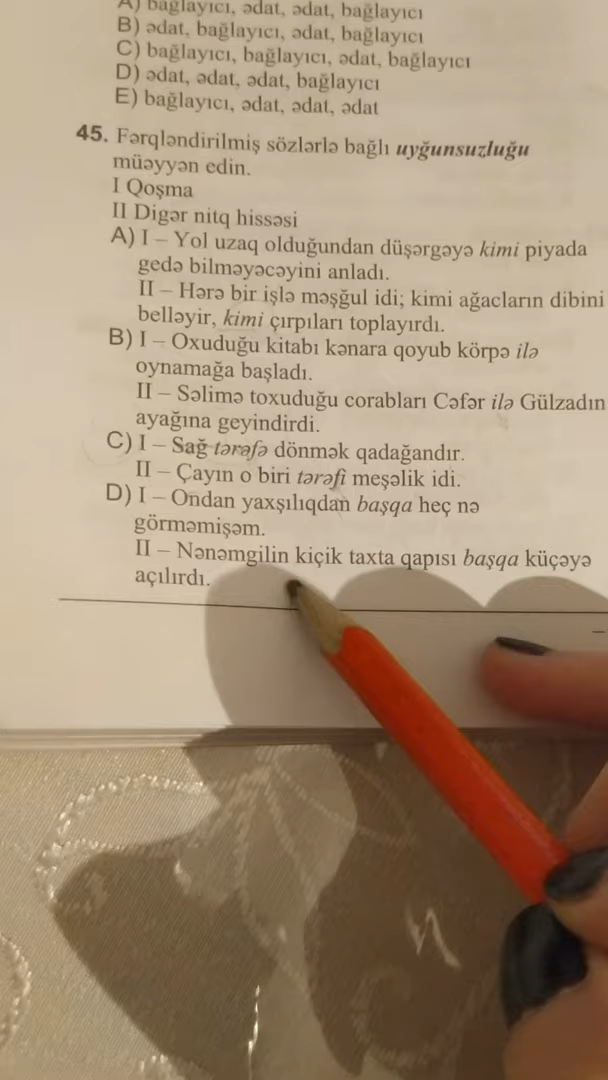 A) bağlayıcı, ədat, ədat, bağlayıcı
B) ədat, bağlayıcı, ədat, bağlayıcı
C) bağlayıcı, bağlayıcı, ədat, bağlayıcı
D) ədat, ədat, ədat, bağlayıcı
E) bağlayıcı, ədat, ədat, ədat
45. Fərqləndirilmiş sözlərlə bağlı uyğunsuzluğu
müəyyən edin.
I Qoşma
II Digər nitq hissəsi
A) I – Yol uzaq olduğundan düşərgəyə kimi piyada
gedə bilməyəcəyini anladı.
II – Hərə bir işlə məşğul idi; kimi ağacların dibini
belləyir, kimi çırpıları toplayırdı.
B) I – Oxuduğu kitabı kənara qoyub körpə ilə
oynamağa başladı.
II – Səlimə toxuduğu corabları Cəfər ilə Gülzadın
ayağına geyindirdi.
C) I – Sağ tərəfə dönmək qadağandır.
II – Çayın o biri tərəfi meşəlik idi.
D) I – Ondan yaxşılıqdan başqa heç nə
görməmişəm.
II – Nənəmgilin kiçik taxta qapısı başqa küçəyə
açılırdı.